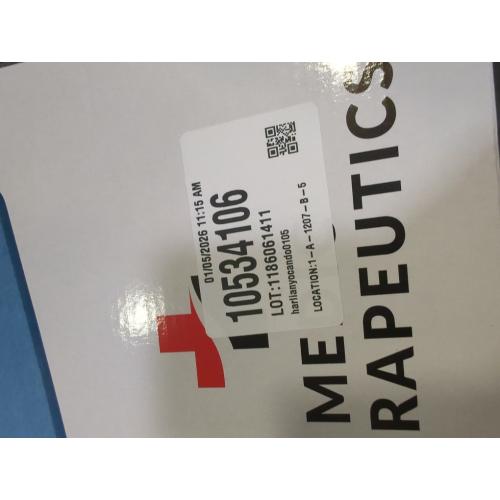 01/05/2026 11:15 AM
10534106
LOT:1186061411
harlianyocando0105
LOCATION:1-A-1207-B-5
ME
RAPEUTICS